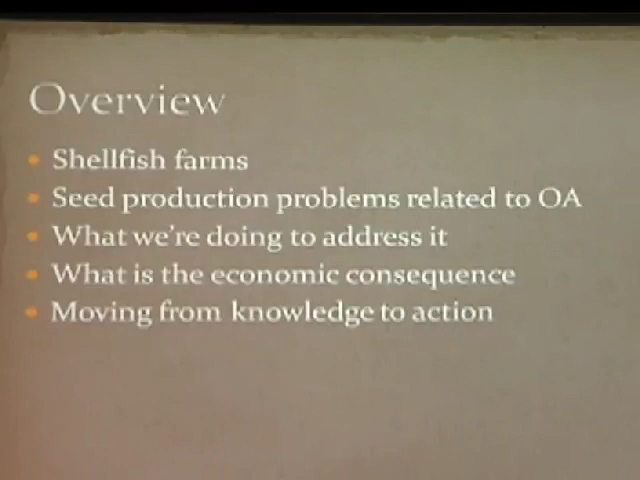 Overview
Shellfish farms
Seed production problems related to OA
What we're doing to address it
What is the economic consequence
Moving from knowledge to action